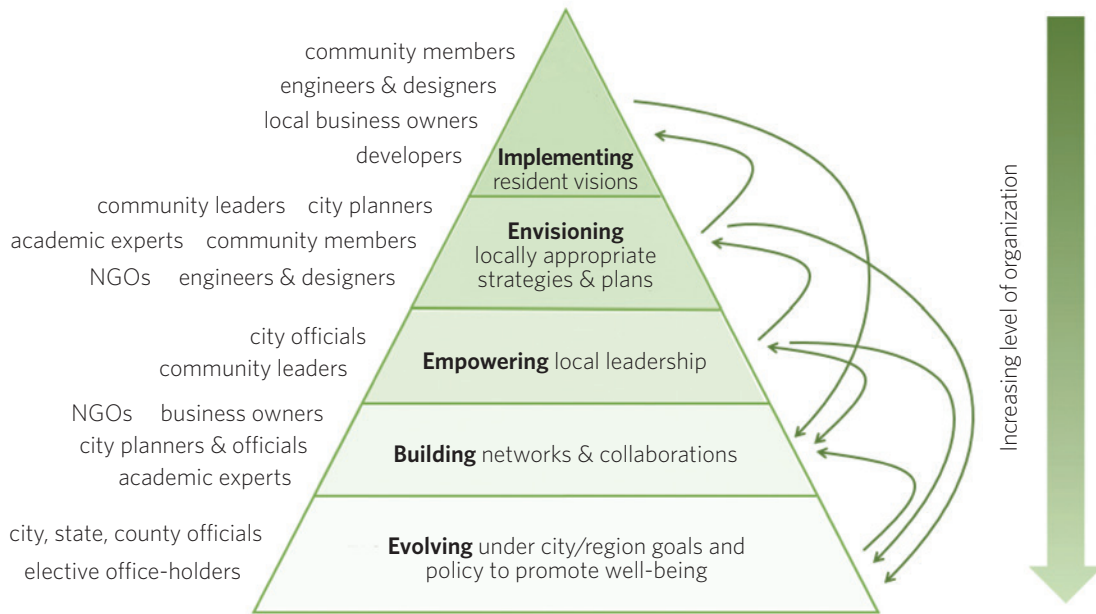 community members
engineers & designers
local business owners
developers
Implementing
resident visions
community leaders city planners
academic experts community members
NGOs engineers & designers
Envisioning
locally appropriate
strategies & plans
city officials
community leaders
Empowering local leadership
NGOs business owners
city planners & officials
academic experts
Building networks & collaborations
city, state, county officials
elective office-holders
Evolving under city/region goals and
policy to promote well-being
Increasing level of organization